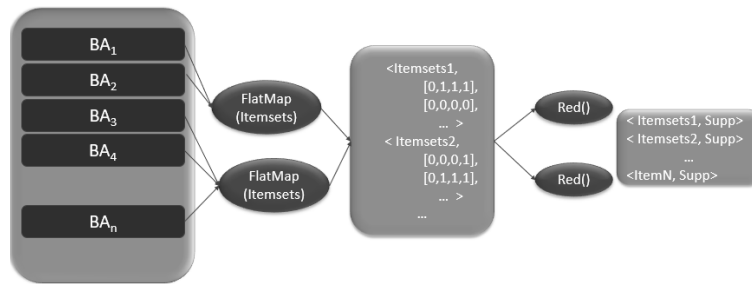 BA1
BA2
BA3
BA4
BAn
FlatMap
(Itemsets)
FlatMap
(Itemsets)
<Itemsets1,
[0,1,1,1],
[0,0,0,0],
... >
< Itemsets2,
[0,0,0,1],
[0,1,1,1],
... >
...
Red()
Red()
< Itemsets1, Supp>
< Itemsets2, Supp>
...
<ItemN, Supp>